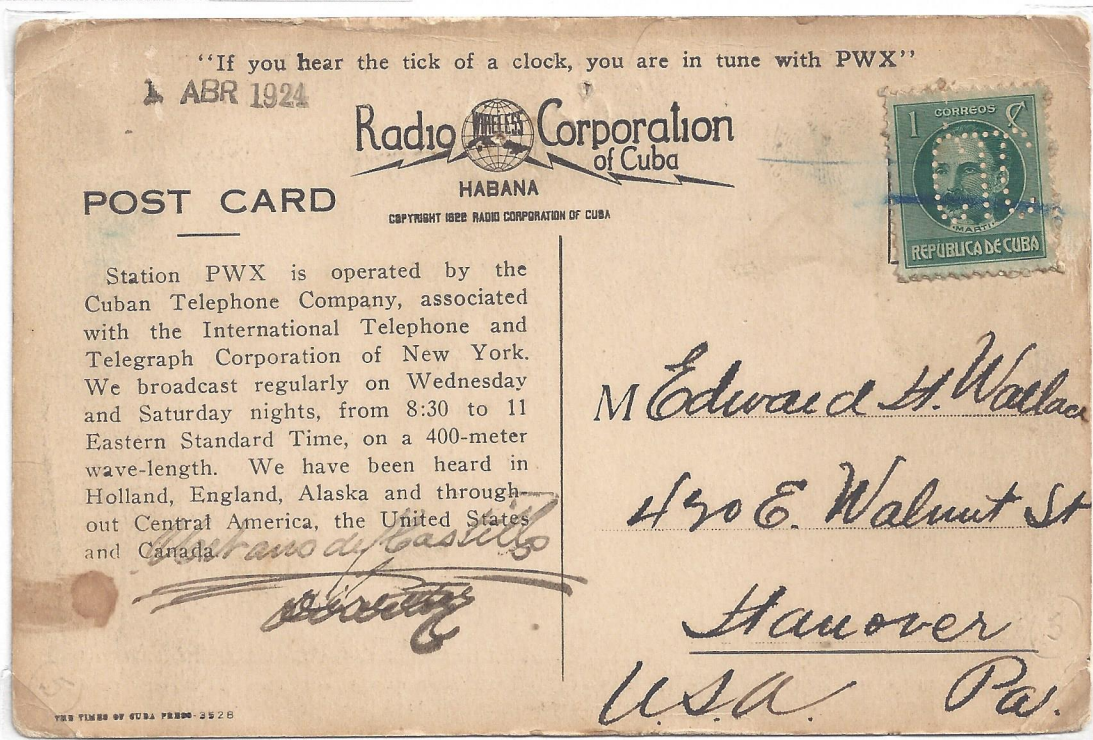 “If you hear the tick of a clock, you are in tune with PWX”
1 ABR 1924
Radio WIRELESS Corporation
of Cuba
HABANA
COPYRIGHT 1922 RADIO CORPORATION OF CUBA
POST CARD
1 CORREOS ¢
MARTI
REPUBLICA DE CUBA
Station PWX is operated by the
Cuban Telephone Company, associated
with the International Telephone and
Telegraph Corporation of New York.
We broadcast regularly on Wednesday
and Saturday nights, from 8:30 to 11
Eastern Standard Time, on a 400-meter
wave-length. We have been heard in
Holland, England, Alaska and through-
out Central America, the United States
and Canada
de Castillo
M Edward H. Wallace
430 E. Walnut St
Hanover
U.S.A. Pa.
THE TIMES OF CUBA PRESS-3528